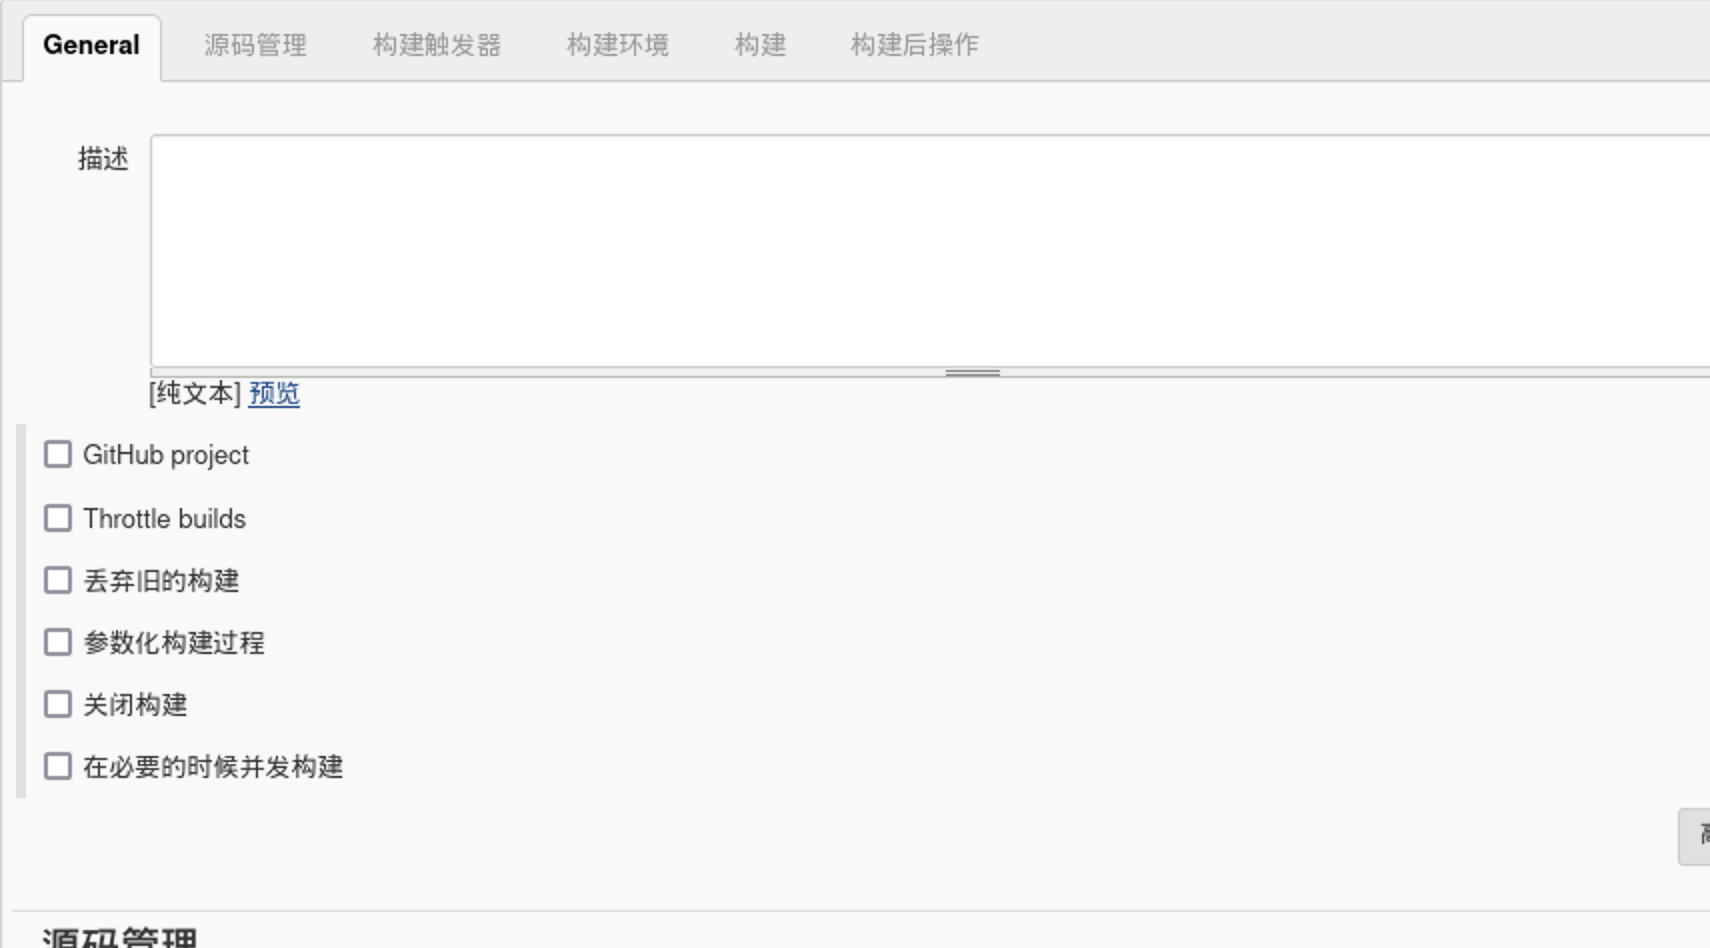 General 源码管理 构建触发器 构建环境 构建 构建后操作
描述
[纯文本] 预览
GitHub project
Throttle builds
丢弃旧的构建
参数化构建过程
关闭构建
在必要的时候并发构建
源码管理